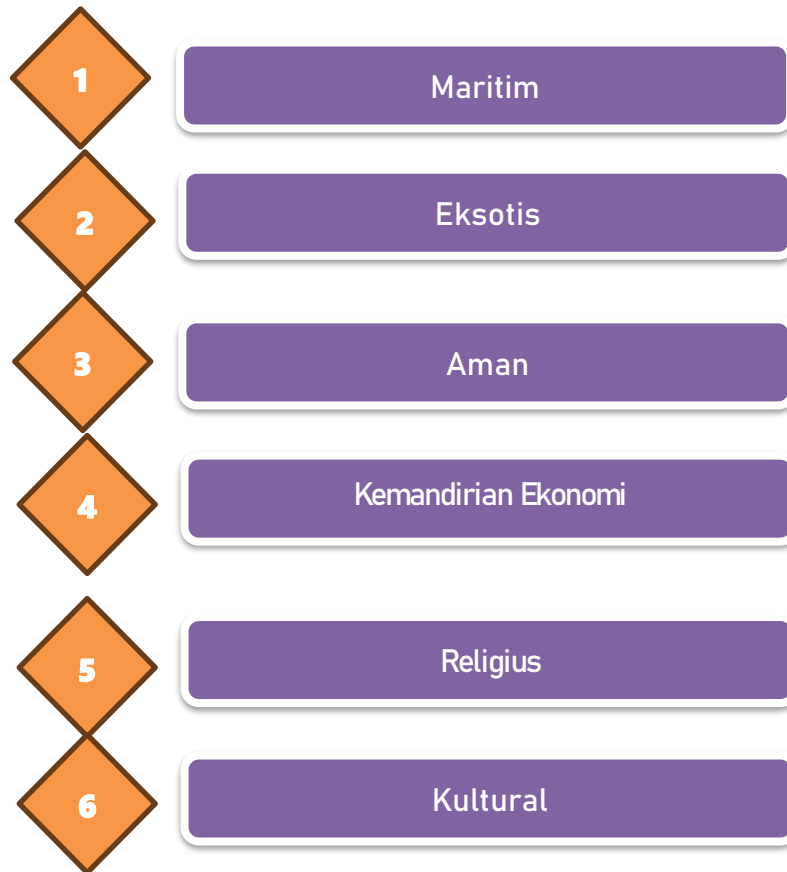 1
Maritim
2
Eksotis
3
Aman
4
Kemandirian Ekonomi
5
Religius
6
Kultural